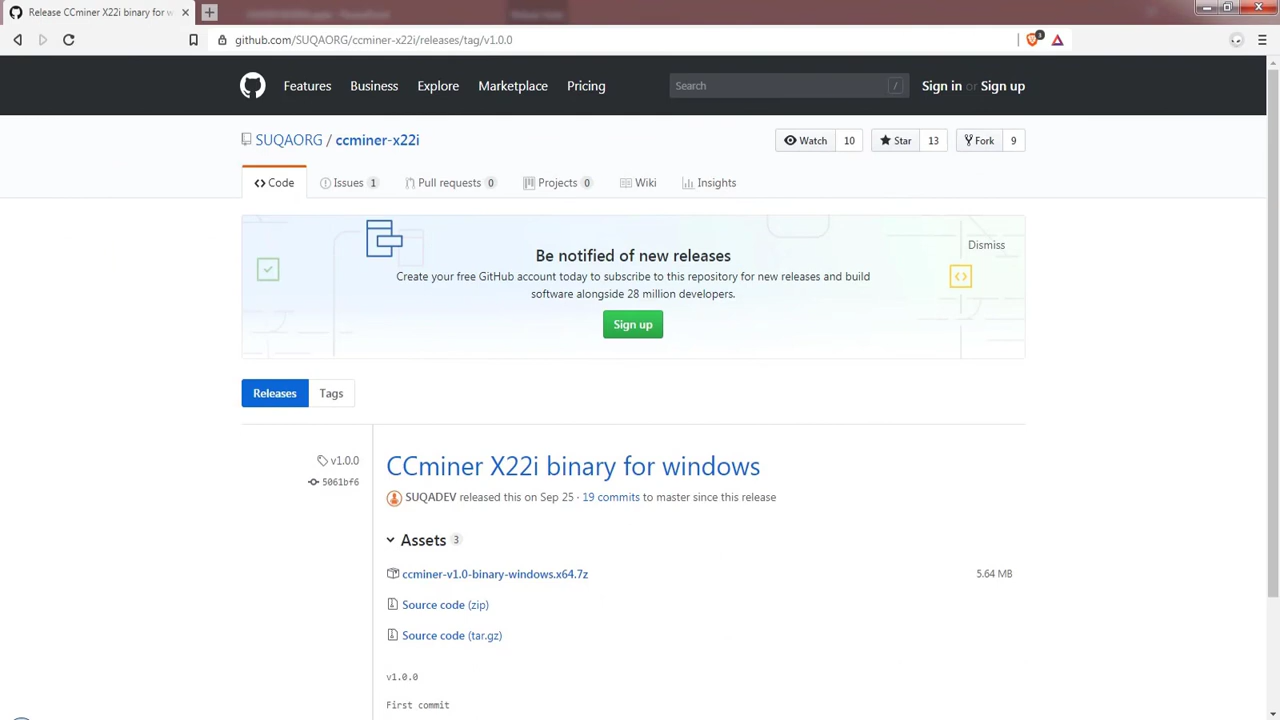 Release CCminer X22i binary for w
github.com/SUQAORG/ccminer-x22i/releases/tag/v1.0.0
3
Features Business Explore Marketplace Pricing
Search /
Sign in or Sign up
SUQAORG / ccminer-x22i
Watch 10 Star 13 Fork 9
Code Issues 1 Pull requests 0 Projects 0 Wiki Insights
Be notified of new releases
Dismiss
Create your free GitHub account today to subscribe to this repository for new releases and build
software alongside 28 million developers.
Sign up
Releases Tags
v1.0.0
5061bf6
CCminer X22i binary for windows
SUQADEV released this on Sep 25 · 19 commits to master since this release
Assets 3
ccminer-v1.0-binary-windows.x64.7z 5.64 MB
Source code (zip)
Source code (tar.gz)
v1.0.0
First commit